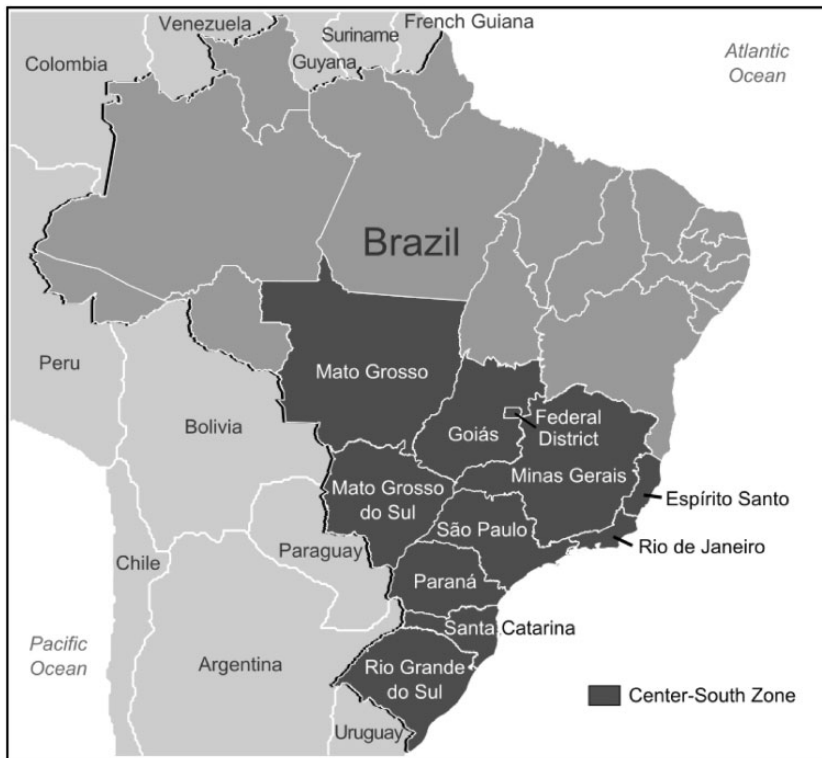 Venezuela
French Guiana
Suriname
Guyana
Colombia
Atlantic
Ocean
Brazil
Peru
Mato Grosso
Bolivia
Goiás
Federal
District
Minas Gerais
Mato Grosso
do Sul
Espírito Santo
São Paulo
Paraguay
Rio de Janeiro
Chile
Paraná
Santa Catarina
Pacific
Ocean
Argentina
Rio Grande
do Sul
Center-South Zone
Uruguay